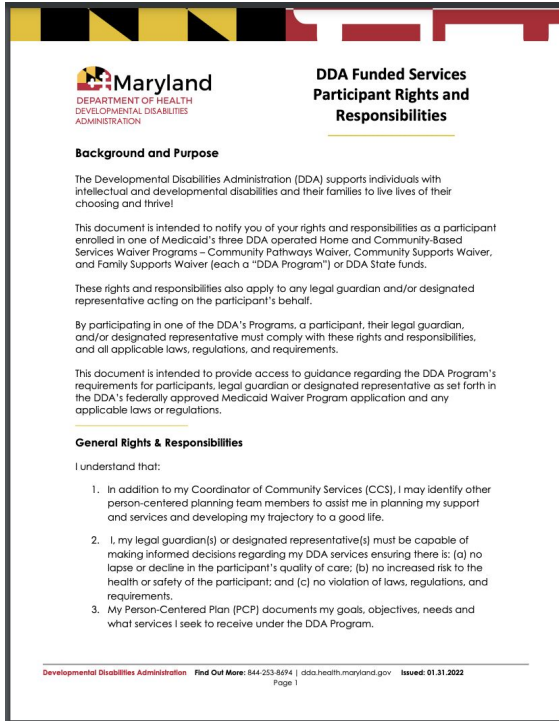 Maryland
DEPARTMENT OF HEALTH
DEVELOPMENTAL DISABILITIES
ADMINISTRATION
DDA Funded Services
Participant Rights and
Responsibilities
Background and Purpose
The Developmental Disabilities Administration (DDA) supports individuals with
intellectual and developmental disabilities and their families to live lives of their
choosing and thrive!
This document is intended to notify you of your rights and responsibilities as a participant
enrolled in one of Medicaid's three DDA operated Home and Community-Based
Services Waiver Programs – Community Pathways Waiver, Community Supports Waiver,
and Family Supports Waiver (each a "DDA Program") or DDA State funds.
These rights and responsibilities also apply to any legal guardian and/or designated
representative acting on the participant's behalf.
By participating in one of the DDA's Programs, a participant, their legal guardian,
and/or designated representative must comply with these rights and responsibilities,
and all applicable laws, regulations, and requirements.
This document is intended to provide access to guidance regarding the DDA Program's
requirements for participants, legal guardian or designated representative as set forth in
the DDA's federally approved Medicaid Waiver Program application and any
applicable laws or regulations.
General Rights & Responsibilities
I understand that:
1. In addition to my Coordinator of Community Services (CCS), I may identify other
person-centered planning team members to assist me in planning my support
and services and developing my trajectory to a good life.
2. I, my legal guardian(s) or designated representative(s) must be capable of
making informed decisions regarding my DDA services ensuring there is: (a) no
lapse or decline in the participant's quality of care; (b) no increased risk to the
health or safety of the participant; and (c) no violation of laws, regulations, and
requirements.
3. My Person-Centered Plan (PCP) documents my goals, objectives, needs and
what services I seek to receive under the DDA Program.
Developmental Disabilities Administration Find Out More: 844-253-8694 | dda.health.maryland.gov Issued: 01.31.2022
Page 1